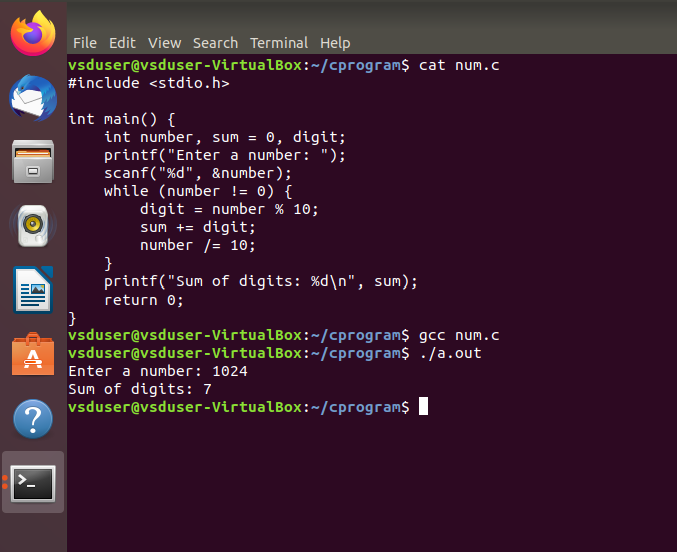 File Edit View Search Terminal Help
vsduser@vsduser-VirtualBox:~/cprogram$ cat num.c
#include <stdio.h>

int main() {
    int number, sum = 0, digit;
    printf("Enter a number: ");
    scanf("%d", &number);
    while (number != 0) {
        digit = number % 10;
        sum += digit;
        number /= 10;
    }
    printf("Sum of digits: %d\n", sum);
    return 0;
}
vsduser@vsduser-VirtualBox:~/cprogram$ gcc num.c
vsduser@vsduser-VirtualBox:~/cprogram$ ./a.out
Enter a number: 1024
Sum of digits: 7
vsduser@vsduser-VirtualBox:~/cprogram$